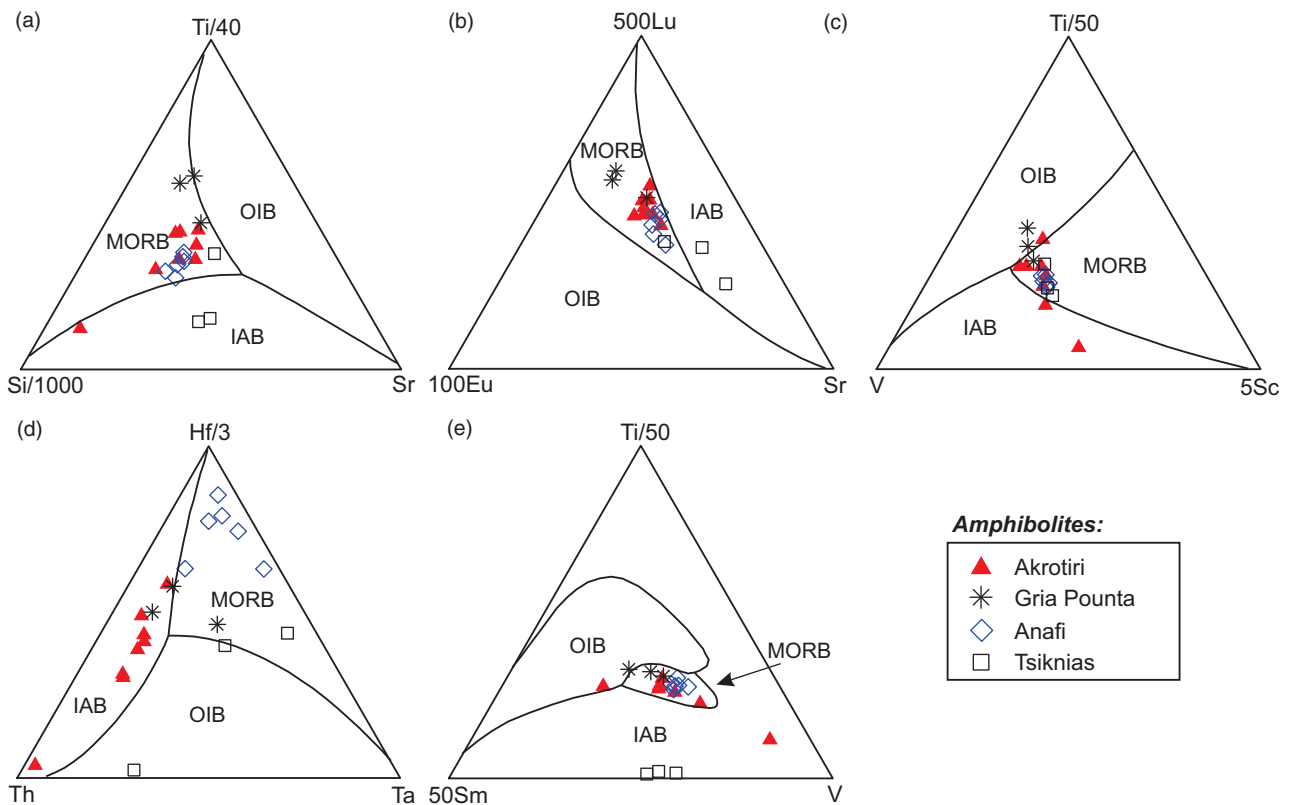 (a)
Ti/40
MORB
OIB
IAB
Si/1000
Sr
(b)
500Lu
MORB
IAB
OIB
100Eu
Sr
(c)
Ti/50
OIB
MORB
IAB
V
5Sc
(d)
Hf/3
MORB
IAB
OIB
Th
Ta
(e)
Ti/50
OIB
MORB
IAB
50Sm
V
Amphibolites:
Akrotiri
Gria Pounta
Anafi
Tsiknias